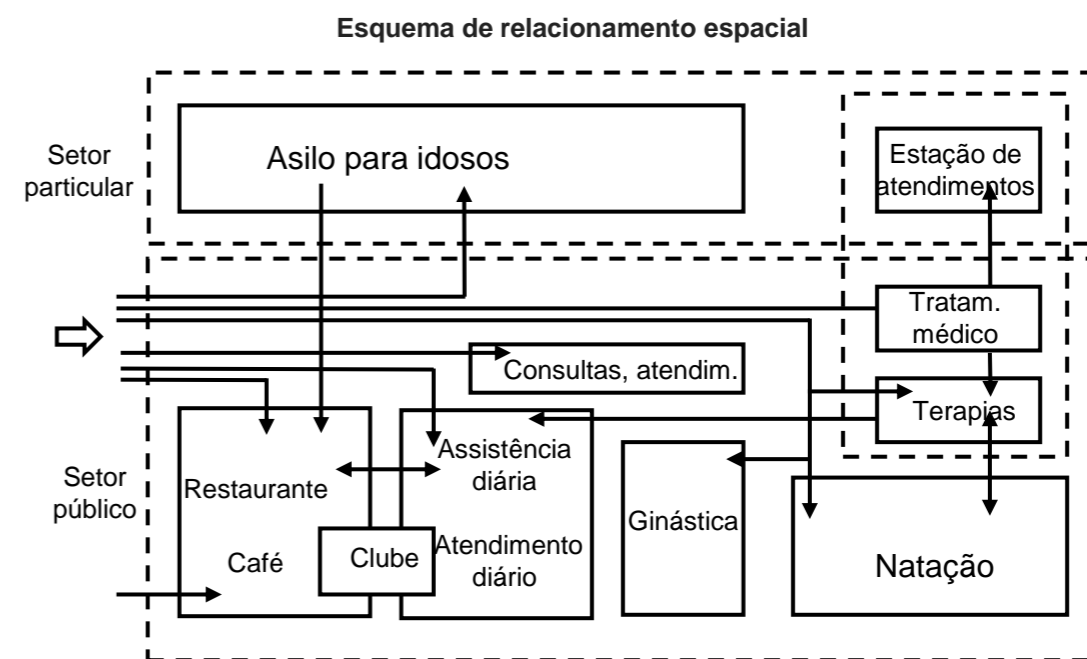 Esquema de relacionamento espacial
Setor
particular
Asilo para idosos
Estação de
atendimentos
Tratam.
médico
Consultas, atendim.
Terapias
Setor
público
Restaurante
Café
Clube
Assistência
diária
Atendimento
diário
Ginástica
Natação